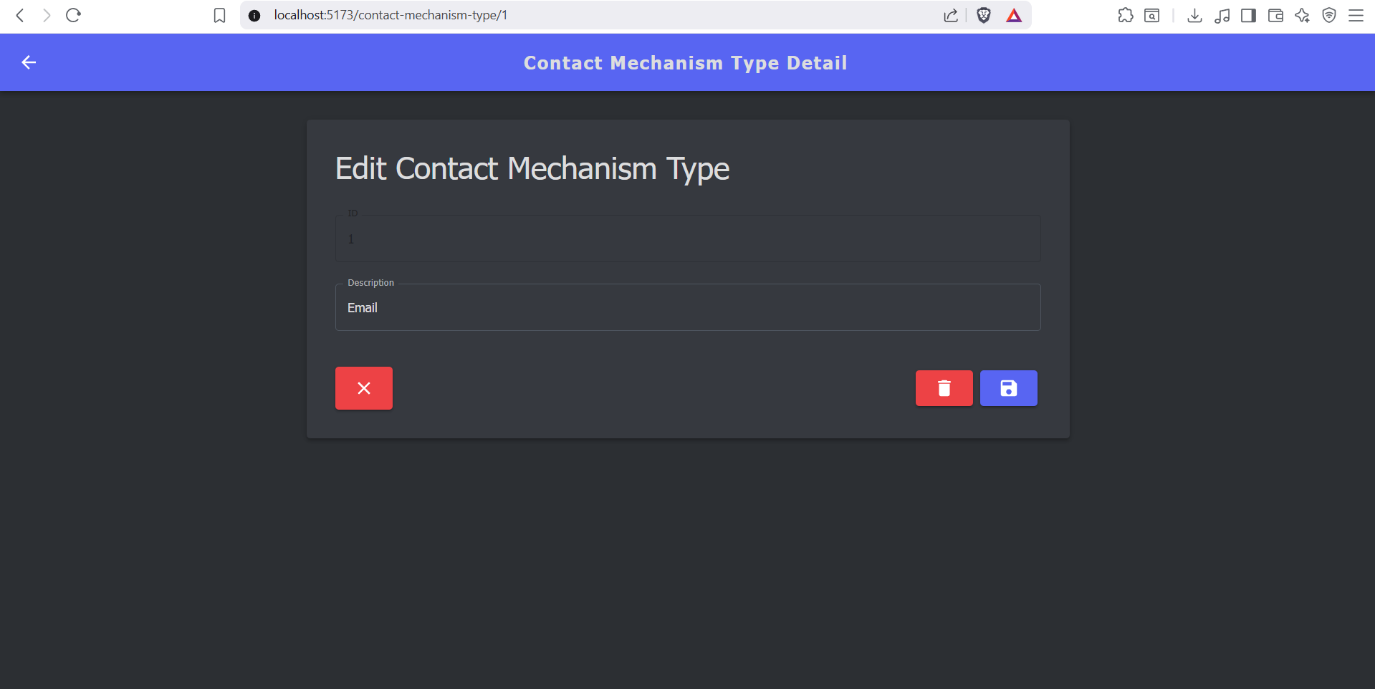 localhost:5173/contact-mechanism-type/1
Contact Mechanism Type Detail
Edit Contact Mechanism Type
ID
1
Description
Email